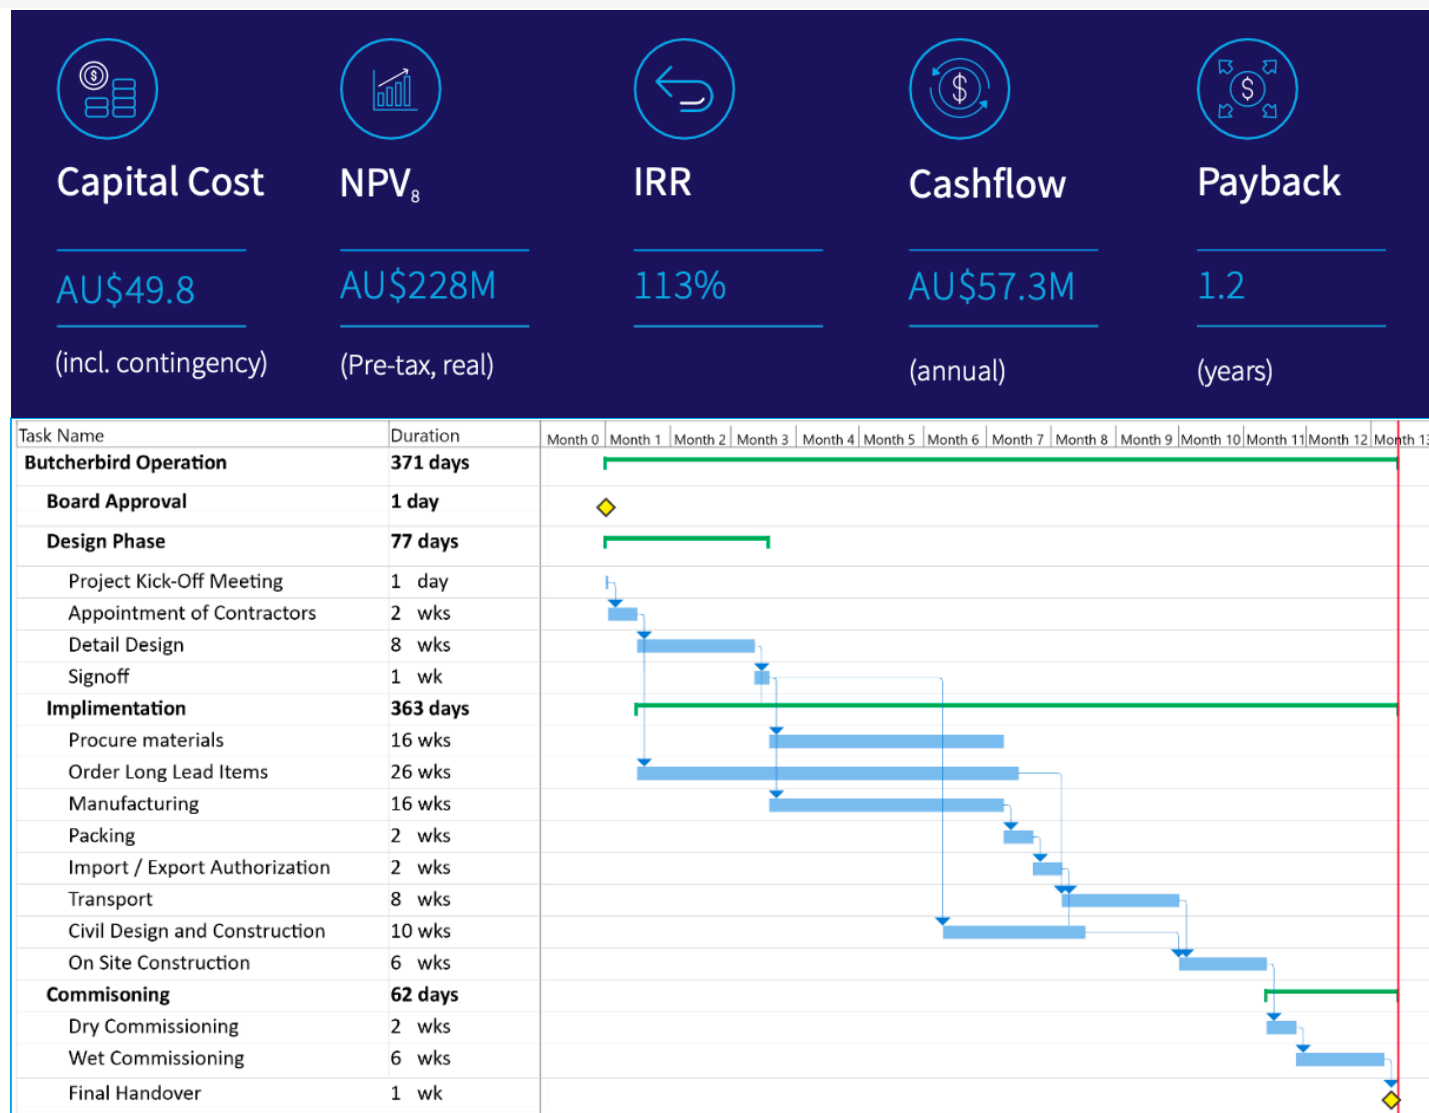 Capital Cost NPV8 IRR Cashflow Payback
AU$49.8 AU$228M 113% AU$57.3M 1.2
(incl. contingency) (Pre-tax, real) (annual) (years)
Task Name Duration Month 0 Month 1 Month 2 Month 3 Month 4 Month 5 Month 6 Month 7 Month 8 Month 9 Month 10 Month 11 Month 12 Month 13
Butcherbird Operation 371 days
Board Approval 1 day
Design Phase 77 days
Project Kick-Off Meeting 1 day
Appointment of Contractors 2 wks
Detail Design 8 wks
Signoff 1 wk
Implimentation 363 days
Procure materials 16 wks
Order Long Lead Items 26 wks
Manufacturing 16 wks
Packing 2 wks
Import / Export Authorization 2 wks
Transport 8 wks
Civil Design and Construction 10 wks
On Site Construction 6 wks
Commisoning 62 days
Dry Commissioning 2 wks
Wet Commissioning 6 wks
Final Handover 1 wk